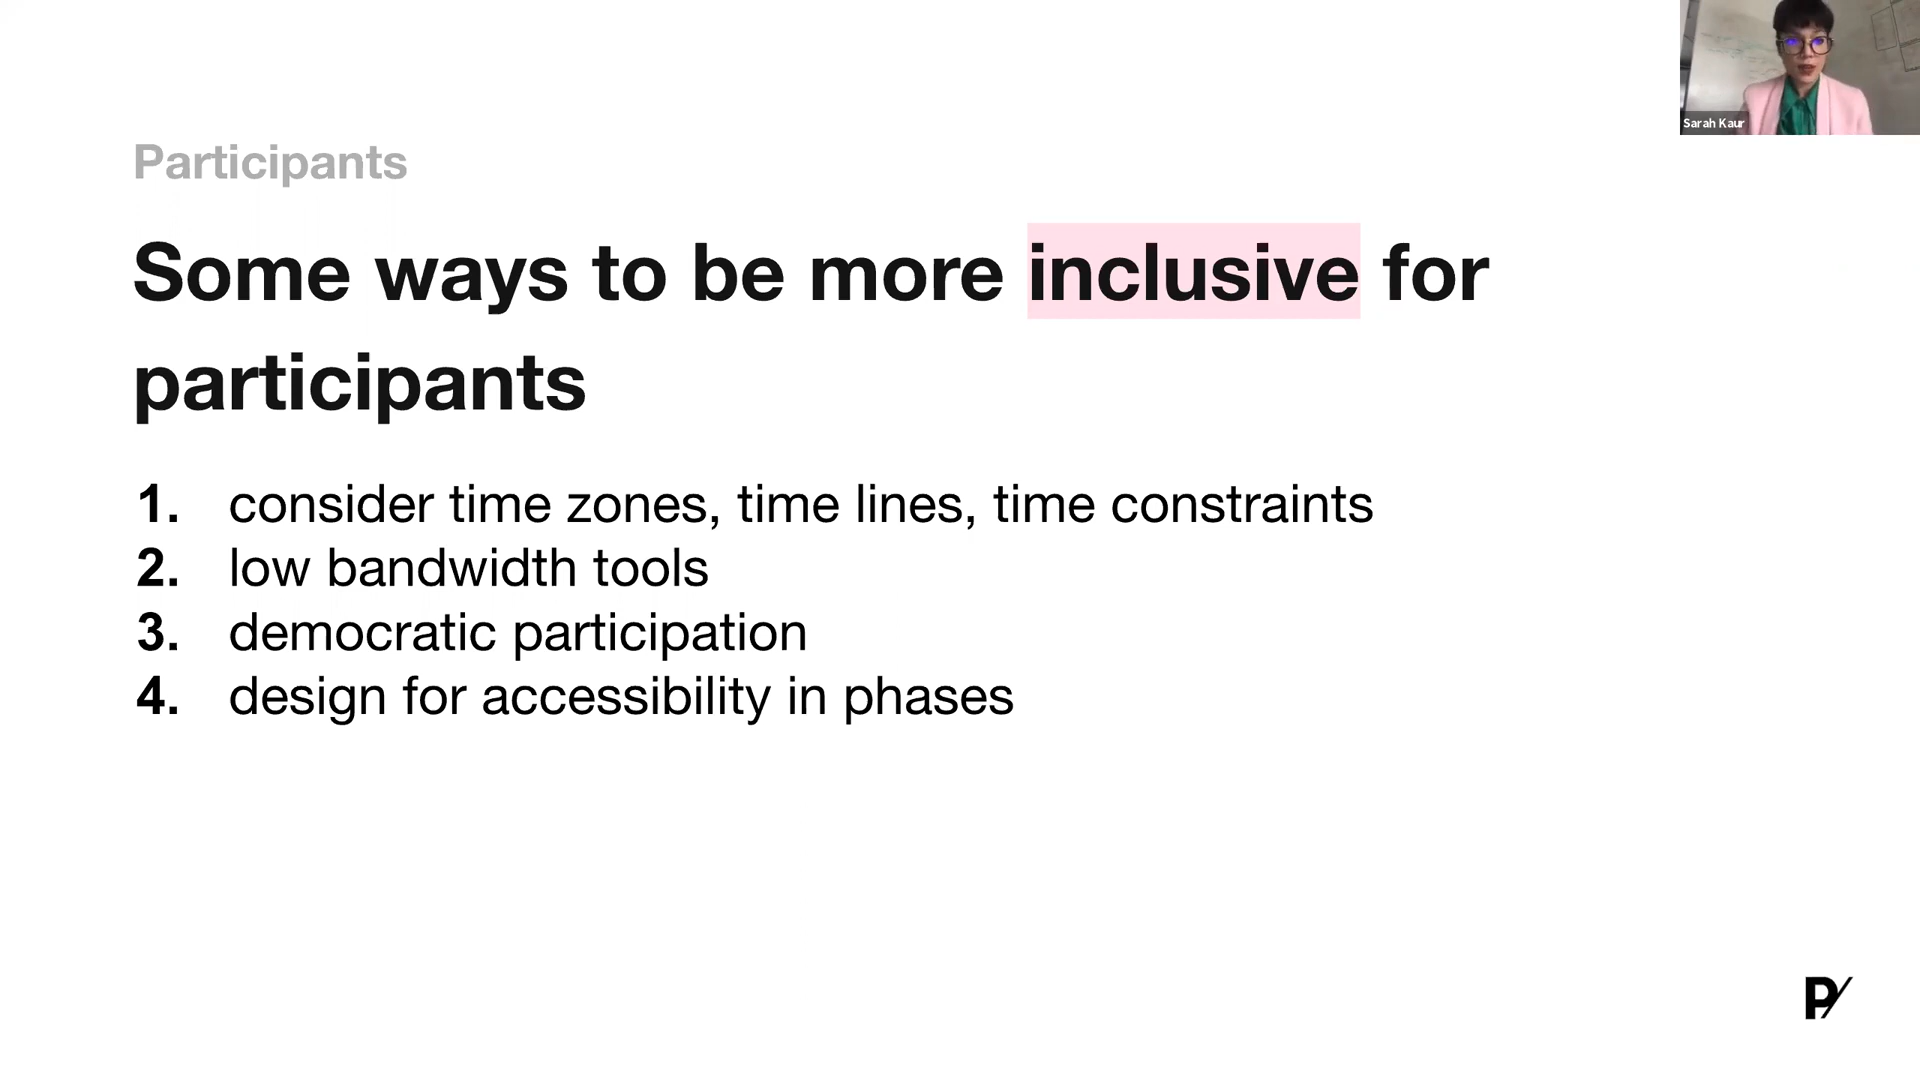 Sarah Kaur
Participants
Some ways to be more inclusive for
participants
1. consider time zones, time lines, time constraints
2. low bandwidth tools
3. democratic participation
4. design for accessibility in phases
P/